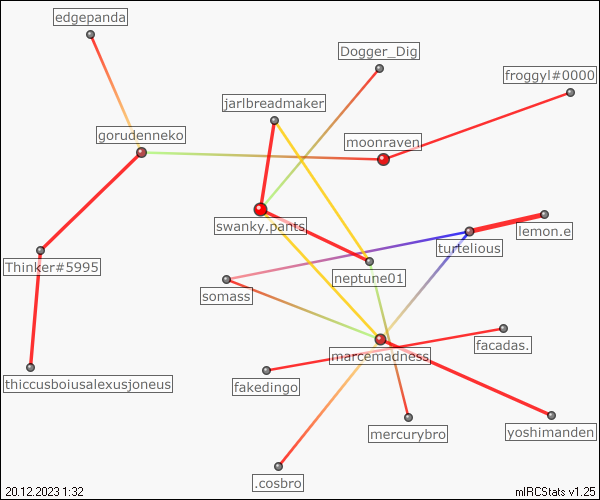 edgepanda
Dogger_Dig
froggyl#0000
jarlbreadmaker
gorudenneko
moonraven
swanky.pants
lemon.e
turtelious
Thinker#5995
neptune01
somass
facadas.
marcemadness
thiccusboiusalexusjoneus
fakedingo
mercurybro
yoshimanden
.cosbro
20.12.2023 1:32
mIRCStats v1.25